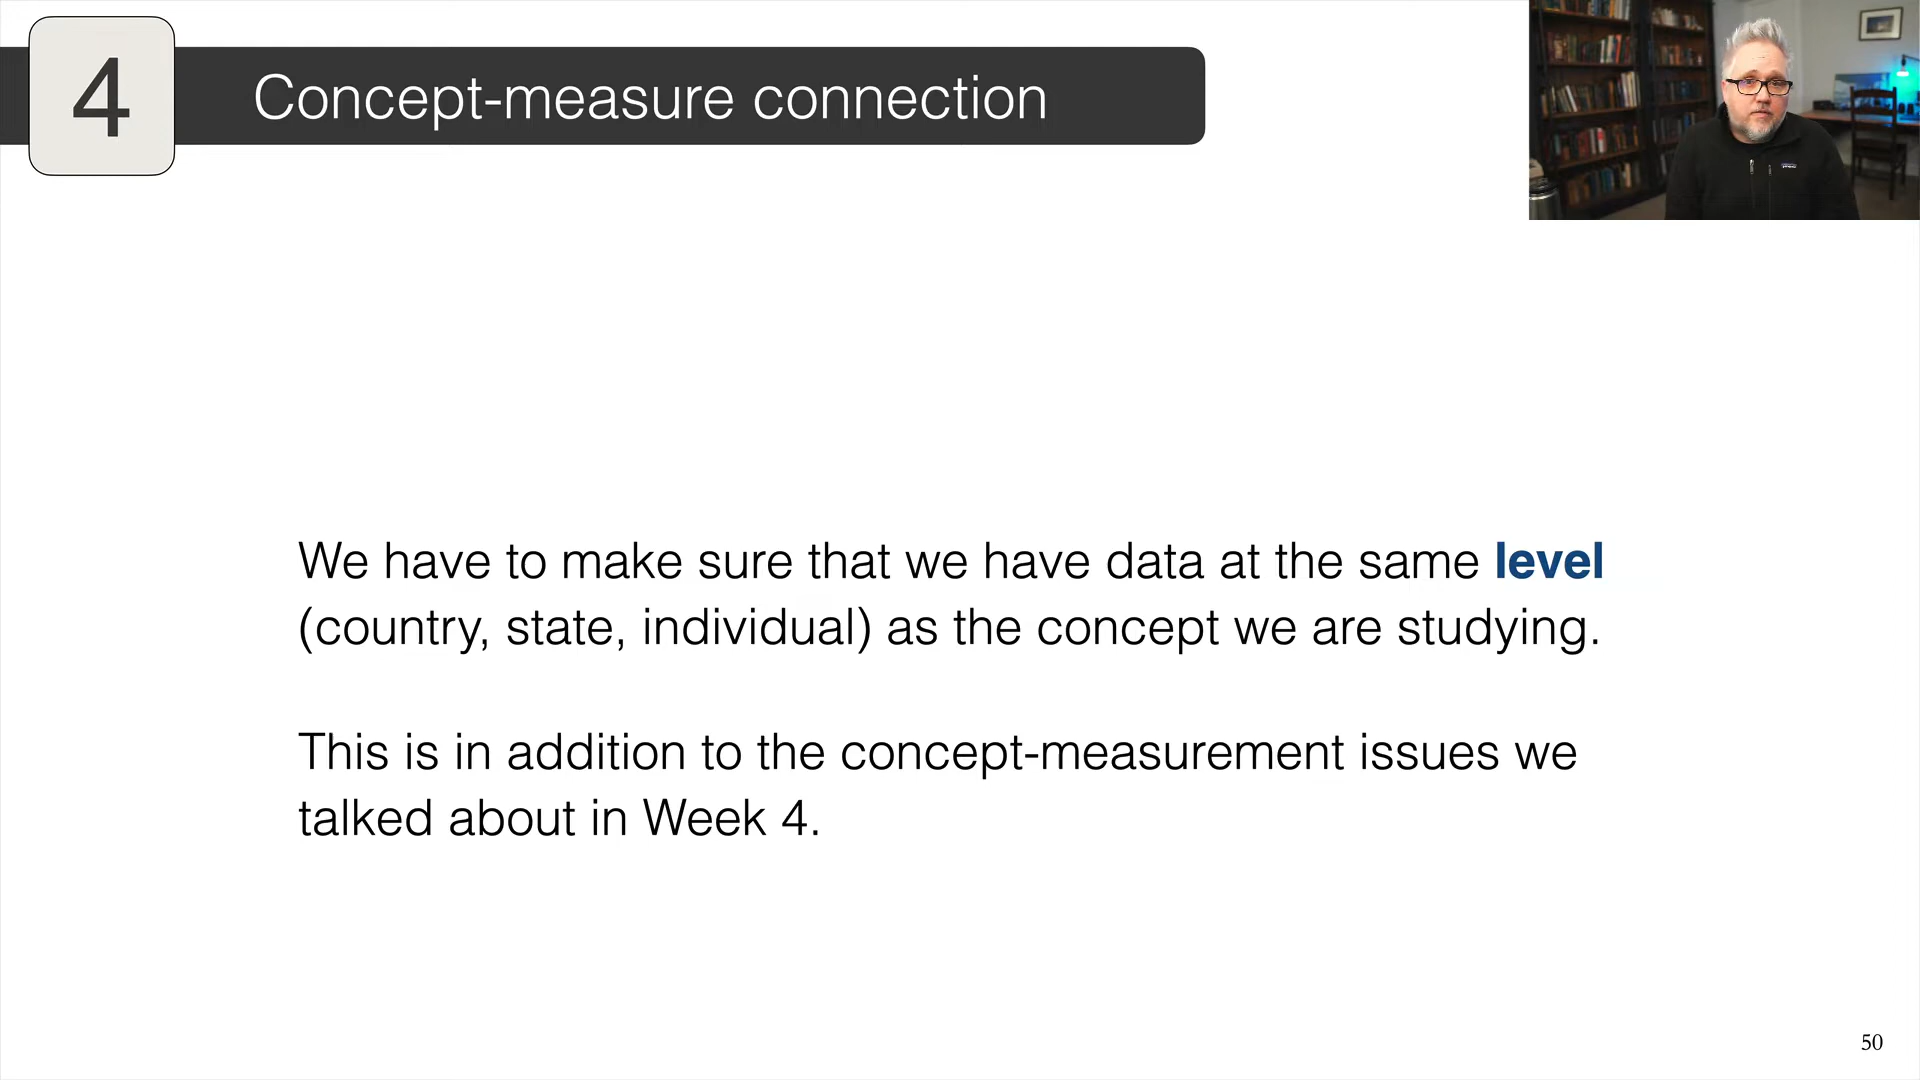 4
Concept-measure connection
We have to make sure that we have data at the same level
(country, state, individual) as the concept we are studying.
This is in addition to the concept-measurement issues we
talked about in Week 4.
50